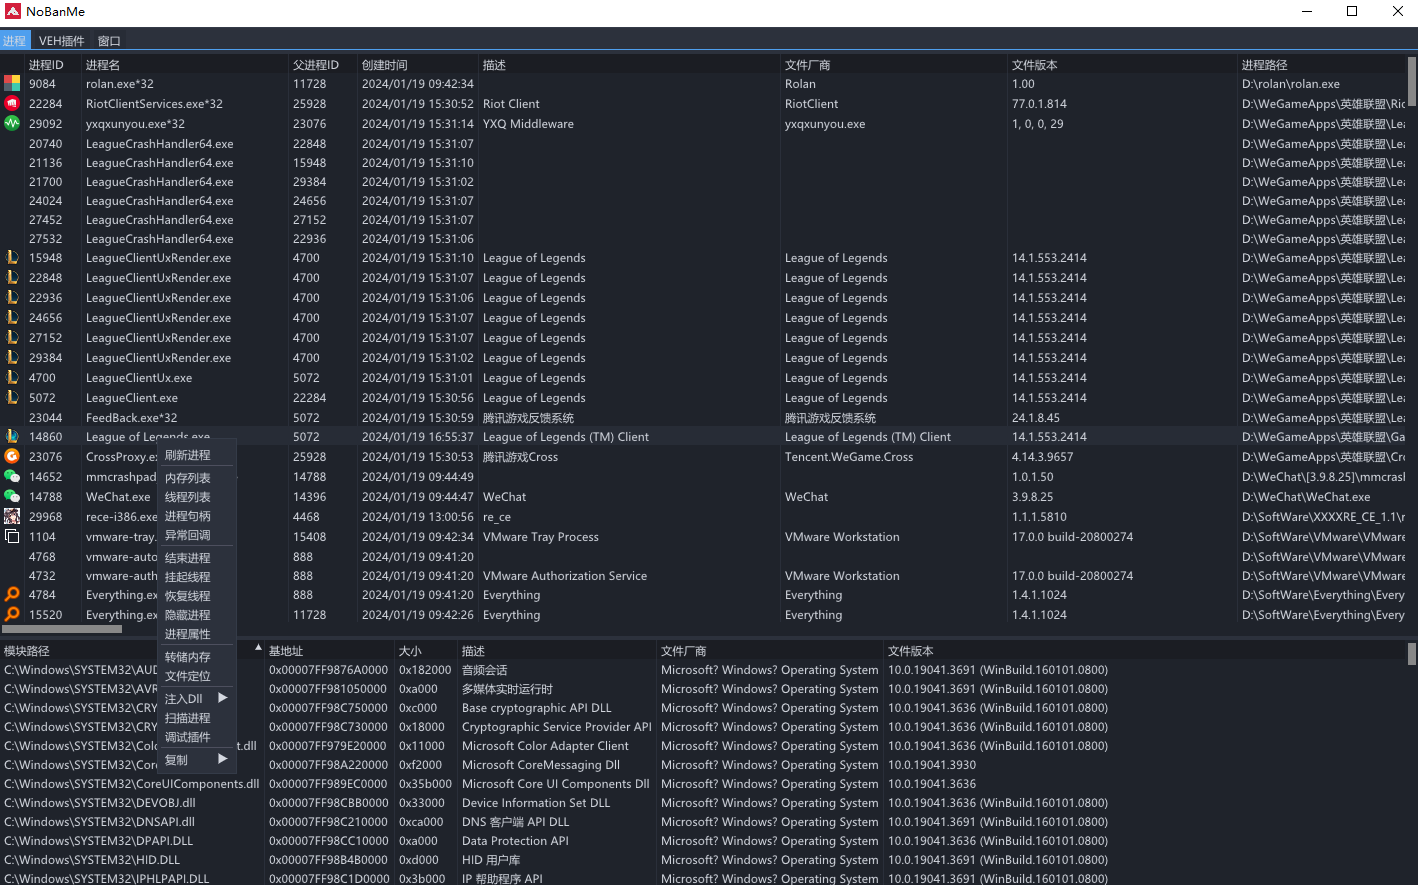 NoBanMe
进程 VEH插件 窗口
进程ID 进程名 父进程ID 创建时间 描述 文件厂商 文件版本 进程路径
9084 rolan.exe*32 11728 2024/01/19 09:42:34 Rolan 1.00 D:\rolan\rolan.exe
22284 RiotClientServices.exe*32 25928 2024/01/19 15:30:52 Riot Client RiotClient 77.0.1.814 D:\WeGameApps\英雄联盟\Rio
29092 yxqxunyou.exe*32 23076 2024/01/19 15:31:14 YXQ Middleware yxqxunyou.exe 1, 0, 0, 29 D:\WeGameApps\英雄联盟\Lea
20740 LeagueCrashHandler64.exe 22848 2024/01/19 15:31:07 D:\WeGameApps\英雄联盟\Lea
21136 LeagueCrashHandler64.exe 15948 2024/01/19 15:31:10 D:\WeGameApps\英雄联盟\Lea
21700 LeagueCrashHandler64.exe 29384 2024/01/19 15:31:02 D:\WeGameApps\英雄联盟\Lea
24024 LeagueCrashHandler64.exe 24656 2024/01/19 15:31:07 D:\WeGameApps\英雄联盟\Lea
27452 LeagueCrashHandler64.exe 27152 2024/01/19 15:31:07 D:\WeGameApps\英雄联盟\Lea
27532 LeagueCrashHandler64.exe 22936 2024/01/19 15:31:06 D:\WeGameApps\英雄联盟\Lea
15948 LeagueClientUxRender.exe 4700 2024/01/19 15:31:10 League of Legends League of Legends 14.1.553.2414 D:\WeGameApps\英雄联盟\Lea
22848 LeagueClientUxRender.exe 4700 2024/01/19 15:31:07 League of Legends League of Legends 14.1.553.2414 D:\WeGameApps\英雄联盟\Lea
22936 LeagueClientUxRender.exe 4700 2024/01/19 15:31:06 League of Legends League of Legends 14.1.553.2414 D:\WeGameApps\英雄联盟\Lea
24656 LeagueClientUxRender.exe 4700 2024/01/19 15:31:07 League of Legends League of Legends 14.1.553.2414 D:\WeGameApps\英雄联盟\Lea
27152 LeagueClientUxRender.exe 4700 2024/01/19 15:31:07 League of Legends League of Legends 14.1.553.2414 D:\WeGameApps\英雄联盟\Lea
29384 LeagueClientUxRender.exe 4700 2024/01/19 15:31:02 League of Legends League of Legends 14.1.553.2414 D:\WeGameApps\英雄联盟\Lea
4700 LeagueClientUx.exe 5072 2024/01/19 15:31:01 League of Legends League of Legends 14.1.553.2414 D:\WeGameApps\英雄联盟\Lea
5072 LeagueClient.exe 22284 2024/01/19 15:30:56 League of Legends League of Legends 14.1.553.2414 D:\WeGameApps\英雄联盟\Lea
23044 FeedBack.exe*32 5072 2024/01/19 15:30:59 腾讯游戏反馈系统 腾讯游戏反馈系统 24.1.8.45 D:\WeGameApps\英雄联盟\Lea
14860 League of Legends.exe 5072 2024/01/19 16:55:37 League of Legends (TM) Client League of Legends (TM) Client 14.1.553.2414 D:\WeGameApps\英雄联盟\Ga
23076 CrossProxy.ex 25928 2024/01/19 15:30:53 腾讯游戏Cross Tencent.WeGame.Cross 4.14.3.9657 D:\WeGameApps\英雄联盟\Cro
14652 mmcrashpad 14788 2024/01/19 09:44:49 1.0.1.50 D:\WeChat\[3.9.8.25]\mmcrash
14788 WeChat.exe 14396 2024/01/19 09:44:47 WeChat WeChat 3.9.8.25 D:\WeChat\WeChat.exe
29968 rece-i386.exe 4468 2024/01/19 13:00:56 re_ce 1.1.1.5810 D:\SoftWare\XXXXRE_CE_1.1\r
1104 vmware-tray. 15408 2024/01/19 09:42:34 VMware Tray Process VMware Workstation 17.0.0 build-20800274 D:\SoftWare\VMware\VMware
4768 vmware-auto 888 2024/01/19 09:41:20 D:\SoftWare\VMware\VMware
4732 vmware-auth 888 2024/01/19 09:41:20 VMware Authorization Service VMware Workstation 17.0.0 build-20800274 D:\SoftWare\VMware\VMware
4784 Everything.ex 888 2024/01/19 09:41:20 Everything Everything 1.4.1.1024 D:\SoftWare\Everything\Every
15520 Everything.ex 11728 2024/01/19 09:42:26 Everything Everything 1.4.1.1024 D:\SoftWare\Everything\Every
刷新进程
内存列表
线程列表
进程句柄
异常回调
结束进程
挂起线程
恢复线程
隐藏进程
进程属性
转储内存
文件定位
注入Dll ▶
扫描进程
调试插件
复制 ▶
模块路径 基地址 大小 描述 文件厂商 文件版本
C:\Windows\SYSTEM32\AUD 0x00007FF9876A0000 0x182000 音频会话 Microsoft? Windows? Operating System 10.0.19041.3691 (WinBuild.160101.0800)
C:\Windows\SYSTEM32\AVR 0x00007FF981050000 0xa000 多媒体实时运行时 Microsoft? Windows? Operating System 10.0.19041.3691 (WinBuild.160101.0800)
C:\Windows\SYSTEM32\CRY 0x00007FF98C750000 0xc000 Base cryptographic API DLL Microsoft? Windows? Operating System 10.0.19041.3636 (WinBuild.160101.0800)
C:\Windows\SYSTEM32\CRY 0x00007FF98C730000 0x18000 Cryptographic Service Provider API Microsoft? Windows? Operating System 10.0.19041.3636 (WinBuild.160101.0800)
C:\Windows\SYSTEM32\Colo t.dll 0x00007FF979E20000 0x11000 Microsoft Color Adapter Client Microsoft? Windows? Operating System 10.0.19041.3636 (WinBuild.160101.0800)
C:\Windows\SYSTEM32\Core 0x00007FF98A220000 0xf2000 Microsoft CoreMessaging Dll Microsoft? Windows? Operating System 10.0.19041.3930
C:\Windows\SYSTEM32\CoreUIComponents.dll 0x00007FF989EC0000 0x35b000 Microsoft Core UI Components Dll Microsoft? Windows? Operating System 10.0.19041.3636
C:\Windows\SYSTEM32\DEVOBJ.dll 0x00007FF98CBB0000 0x33000 Device Information Set DLL Microsoft? Windows? Operating System 10.0.19041.3636 (WinBuild.160101.0800)
C:\Windows\SYSTEM32\DNSAPI.dll 0x00007FF98C210000 0xca000 DNS 客户端 API DLL Microsoft? Windows? Operating System 10.0.19041.3636 (WinBuild.160101.0800)
C:\Windows\SYSTEM32\DPAPI.DLL 0x00007FF98CC10000 0xa000 Data Protection API Microsoft? Windows? Operating System 10.0.19041.3636 (WinBuild.160101.0800)
C:\Windows\SYSTEM32\HID.DLL 0x00007FF98B4B0000 0xd000 HID 用户库 Microsoft? Windows? Operating System 10.0.19041.3691 (WinBuild.160101.0800)
C:\Windows\SYSTEM32\IPHLPAPI.DLL 0x00007FF98C1D0000 0x3b000 IP 帮助程序 API Microsoft? Windows? Operating System 10.0.19041.3691 (WinBuild.160101.0800)